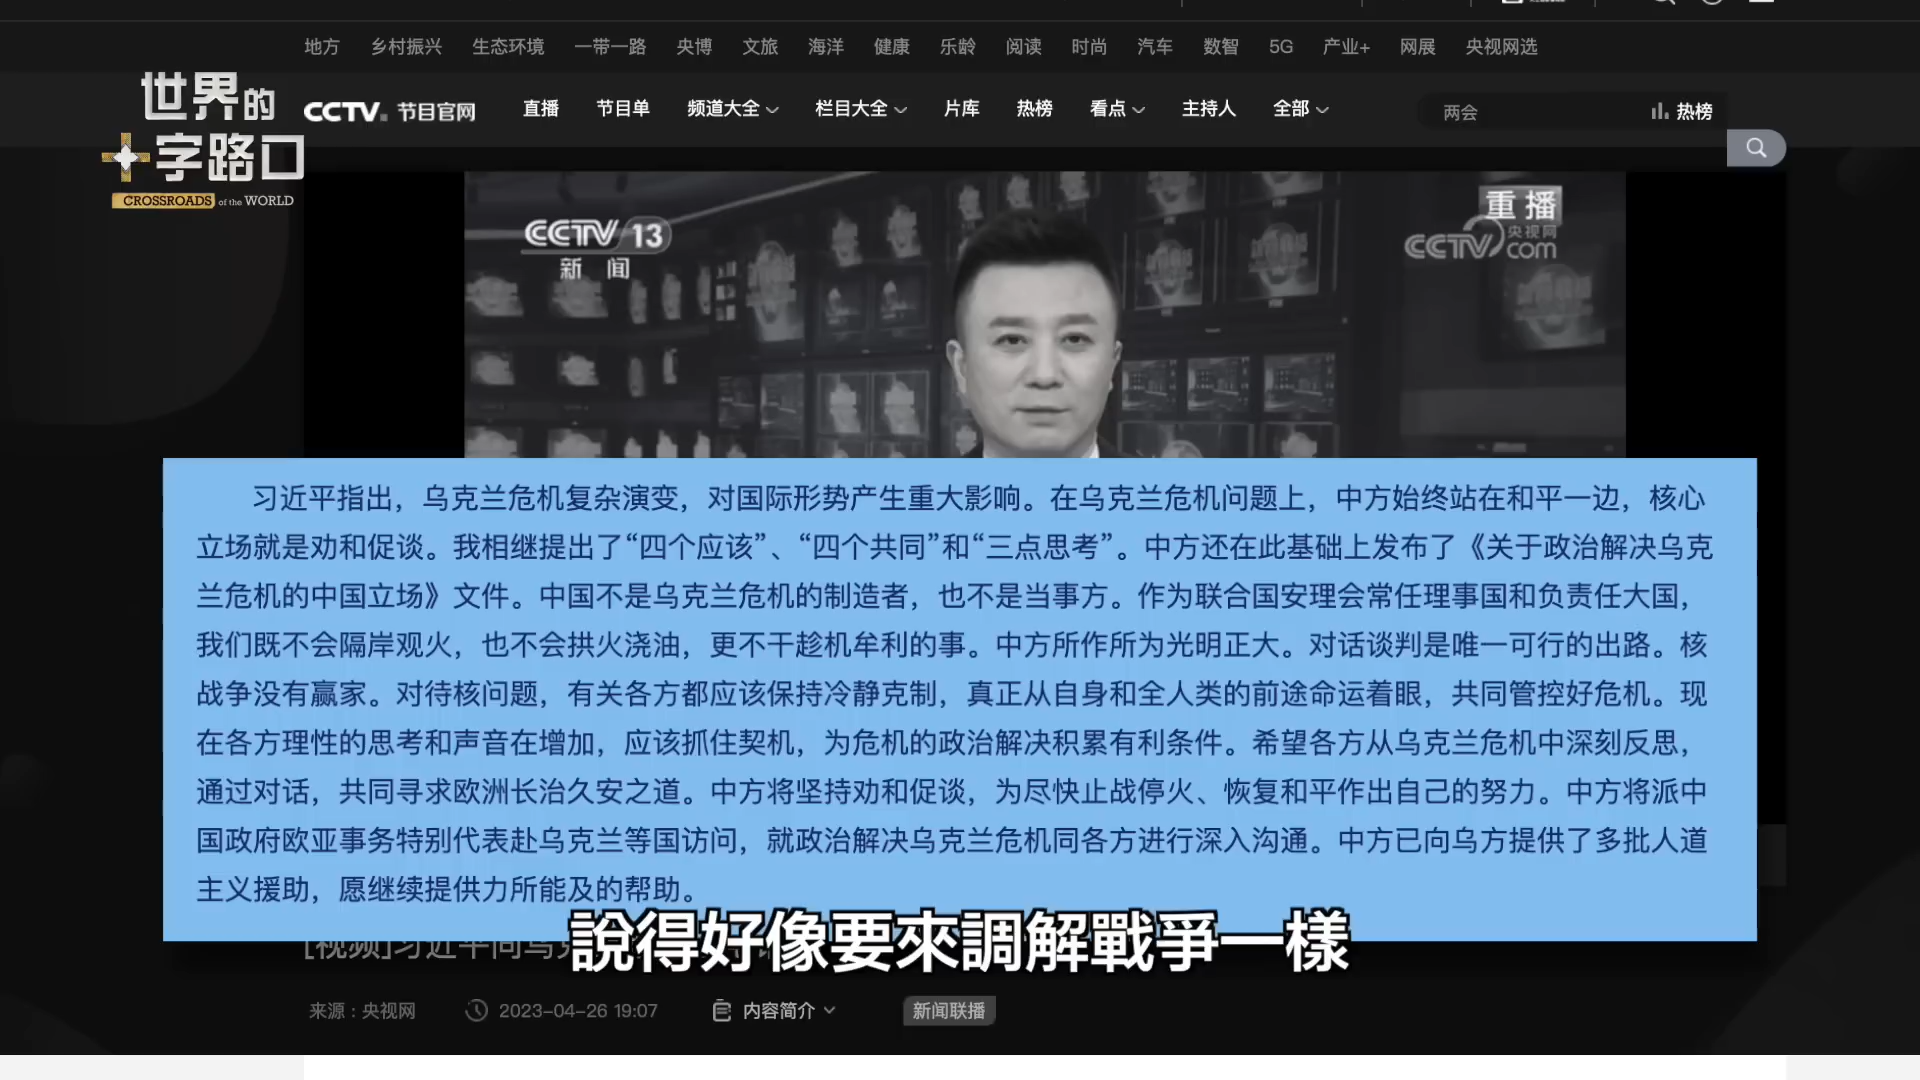 地方 乡村振兴 生态环境 一带一路 央博 文旅 海洋 健康 乐龄 阅读 时尚 汽车 数智 5G 产业+ 网展 央视网选
世界的
十字路口
CROSSROADS of the WORLD
CCTV. 节目官网 直播 节目单 频道大全 栏目大全 片库 热榜 看点 主持人 全部 两会 热榜
CCTV 13
新闻
重播
央视网
CCTV com
习近平指出，乌克兰危机复杂演变，对国际形势产生重大影响。在乌克兰危机问题上，中方始终站在和平一边，核心
立场就是劝和促谈。我相继提出了“四个应该”、“四个共同”和“三点思考”。中方还在此基础上发布了《关于政治解决乌克
兰危机的中国立场》文件。中国不是乌克兰危机的制造者，也不是当事方。作为联合国安理会常任理事国和负责任大国，
我们既不会隔岸观火，也不会拱火浇油，更不干趁机牟利的事。中方所作所为光明正大。对话谈判是唯一可行的出路。核
战争没有赢家。对待核问题，有关各方都应该保持冷静克制，真正从自身和全人类的前途命运着眼，共同管控好危机。现
在各方理性的思考和声音在增加，应该抓住契机，为危机的政治解决积累有利条件。希望各方从乌克兰危机中深刻反思，
通过对话，共同寻求欧洲长治久安之道。中方将坚持劝和促谈，为尽快止战停火、恢复和平作出自己的努力。中方将派中
国政府欧亚事务特别代表赴乌克兰等国访问，就政治解决乌克兰危机同各方进行深入沟通。中方已向乌方提供了多批人道
主义援助，愿继续提供力所能及的帮助。
[视频]习近平同乌
說得好像要來調解戰爭一樣
来源：央视网 2023-04-26 19:07 内容简介 新闻联播